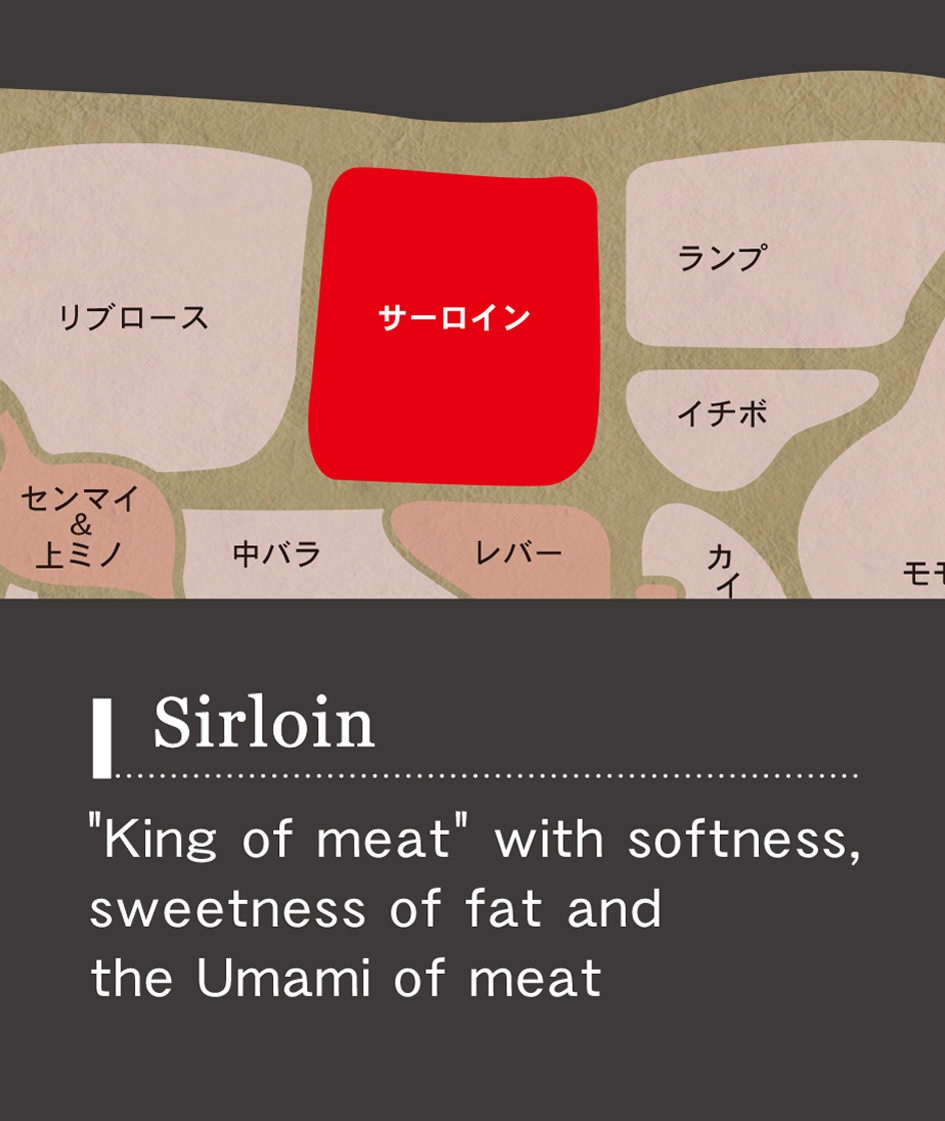 リブロース
サーロイン
ランプ
イチボ
センマイ
&
上ミノ
中バラ
レバー
カイ
モモ
Sirloin
"King of meat" with softness,
sweetness of fat and
the Umami of meat